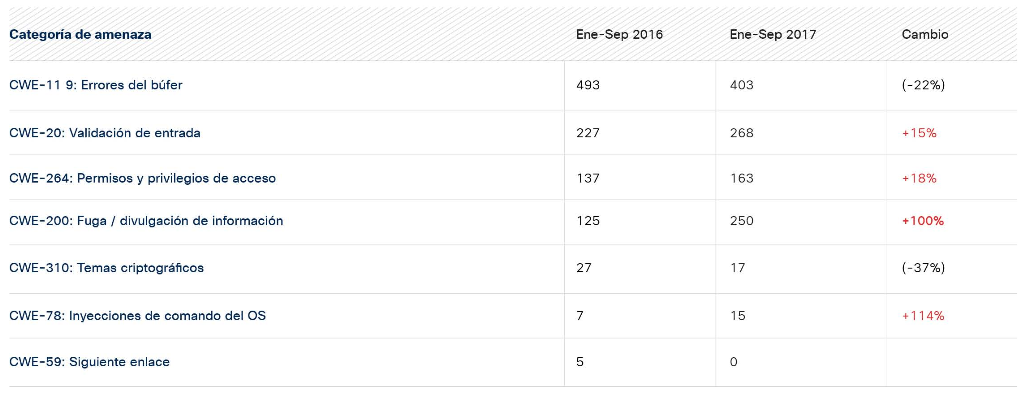 Categoría de amenaza Ene-Sep 2016 Ene-Sep 2017 Cambio
CWE-11 9: Errores del búfer 493 403 (-22%)
CWE-20: Validación de entrada 227 268 +15%
CWE-264: Permisos y privilegios de acceso 137 163 +18%
CWE-200: Fuga / divulgación de información 125 250 +100%
CWE-310: Temas criptográficos 27 17 (-37%)
CWE-78: Inyecciones de comando del OS 7 15 +114%
CWE-59: Siguiente enlace 5 0